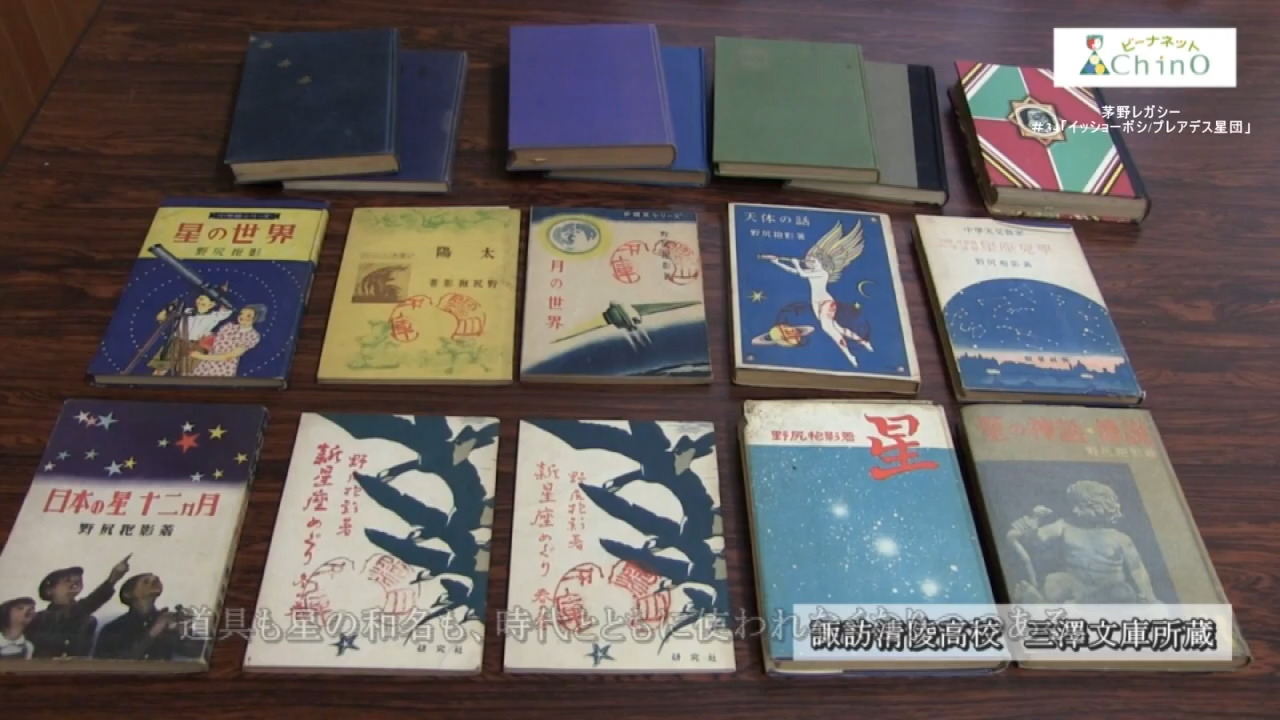 ビーナネット
ChinO
茅野レガシー
#34「イッショーボシ/プレアデス星団」
星の世界
野尻抱影
太陽
野尻抱影著
月の世界
野尻抱影著
天体の話
野尻抱影著
野尻抱影著
日本の星 十二ヶ月
野尻抱影著
野尻抱影著
新星座めぐり
研究社
野尻抱影著
新星座めぐり
研究社
野尻抱影著
星
星の神話・伝説
野尻抱影著
道具も星の和名も、時代とともに使われなくなりつつある
諏訪清陵高校 三澤文庫所蔵